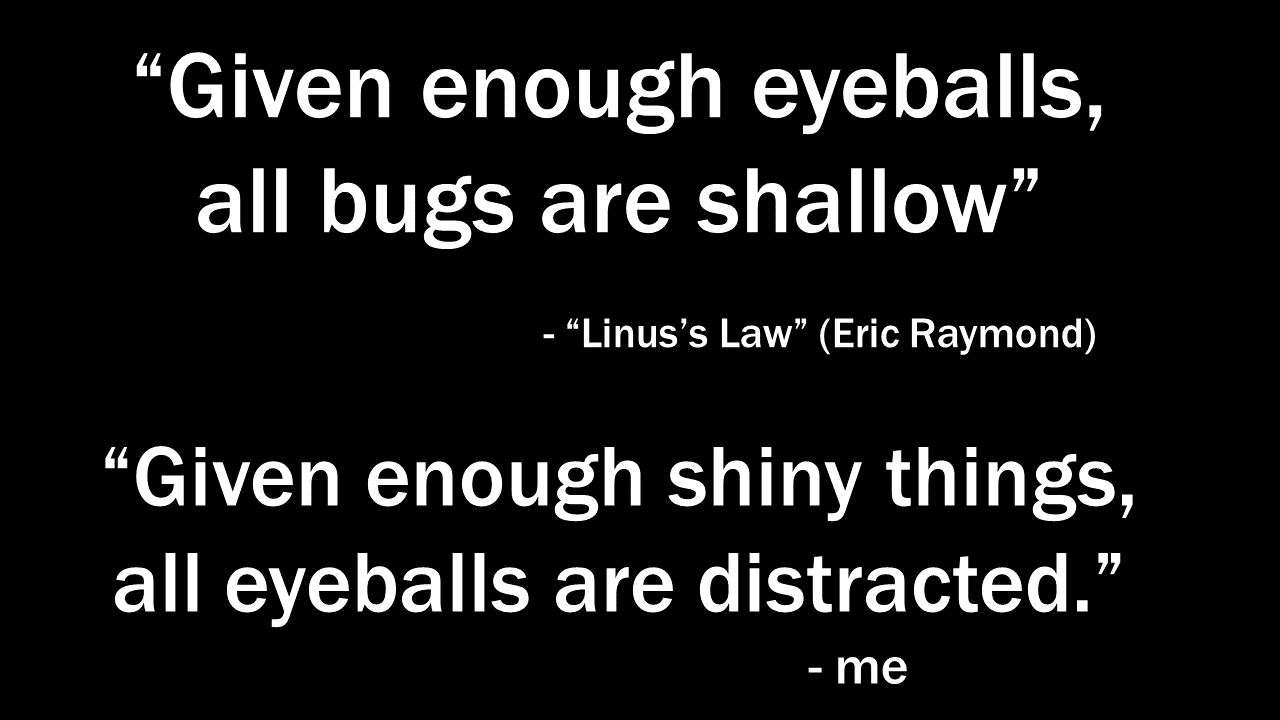 “Given enough eyeballs,
all bugs are shallow”
- “Linus’s Law” (Eric Raymond)
“Given enough shiny things,
all eyeballs are distracted.”
- me